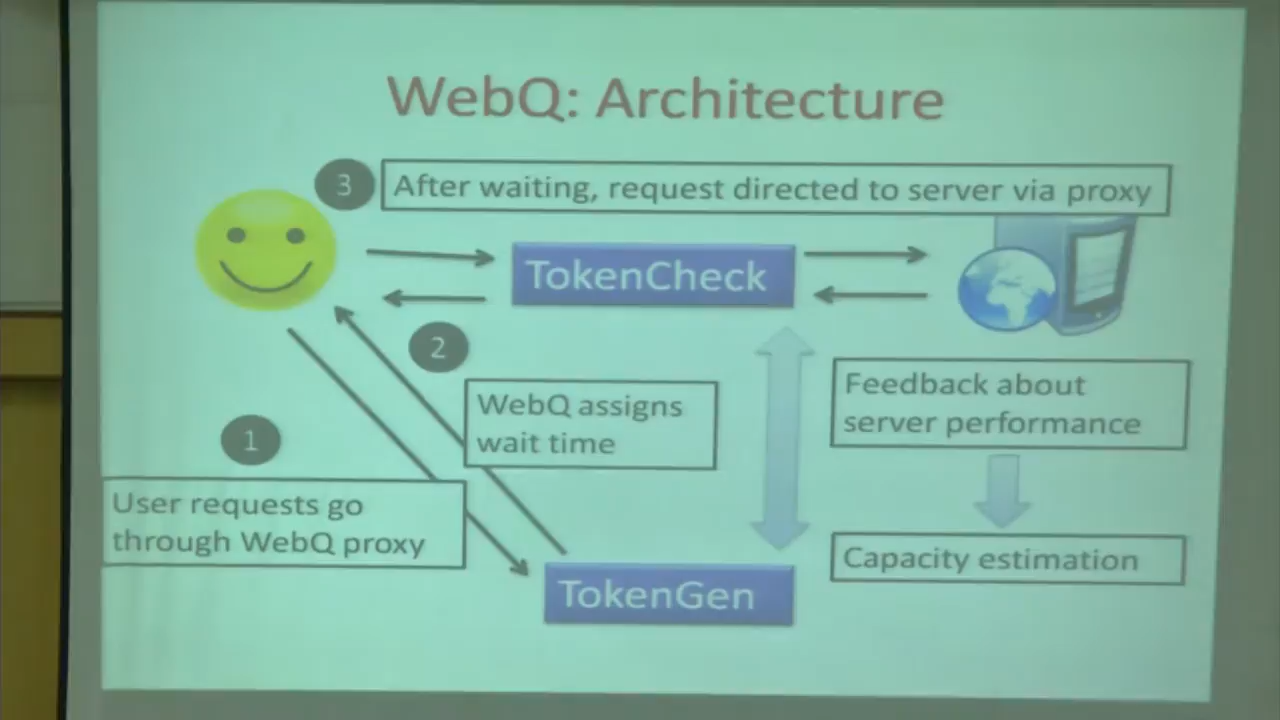 WebQ: Architecture
3
After waiting, request directed to server via proxy
TokenCheck
2
WebQ assigns
wait time
Feedback about
server performance
1
User requests go
through WebQ proxy
Capacity estimation
TokenGen